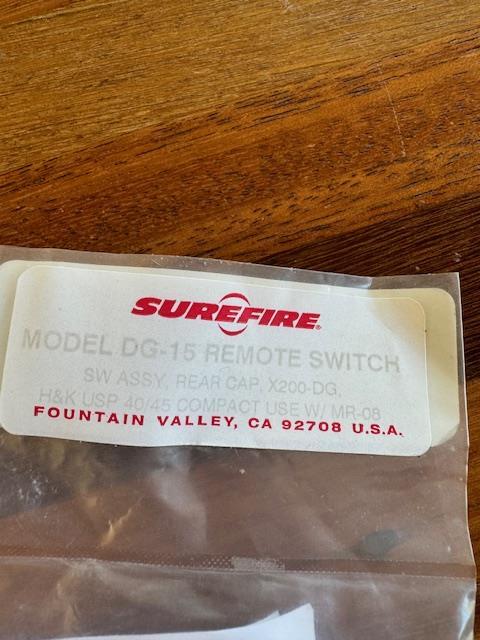 SUREFIRE®
MODEL DG-15 REMOTE SWITCH
SW ASSY, REAR CAP, X200-DG,
H&K USP 40/45 COMPACT USE W/ MR-08
FOUNTAIN VALLEY, CA 92708 U.S.A.